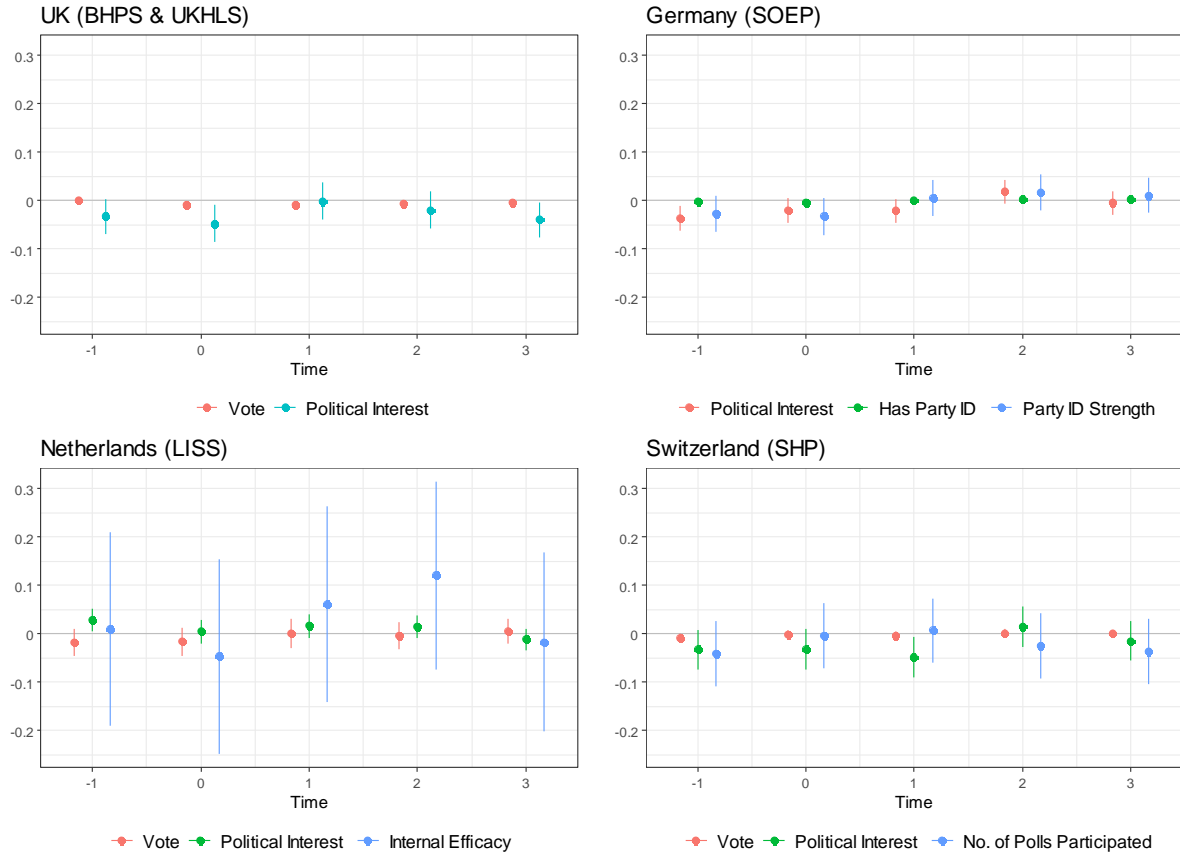 UK (BHPS & UKHLS)
0.3
0.2
0.1
0
-0.1
-0.2
-1 0 1 2 3
Time
Vote Political Interest
Germany (SOEP)
0.3
0.2
0.1
0
-0.1
-0.2
-1 0 1 2 3
Time
Political Interest Has Party ID Party ID Strength
Netherlands (LISS)
0.3
0.2
0.1
0
-0.1
-0.2
-1 0 1 2 3
Time
Vote Political Interest Internal Efficacy
Switzerland (SHP)
0.3
0.2
0.1
0
-0.1
-0.2
-1 0 1 2 3
Time
Vote Political Interest No. of Polls Participated